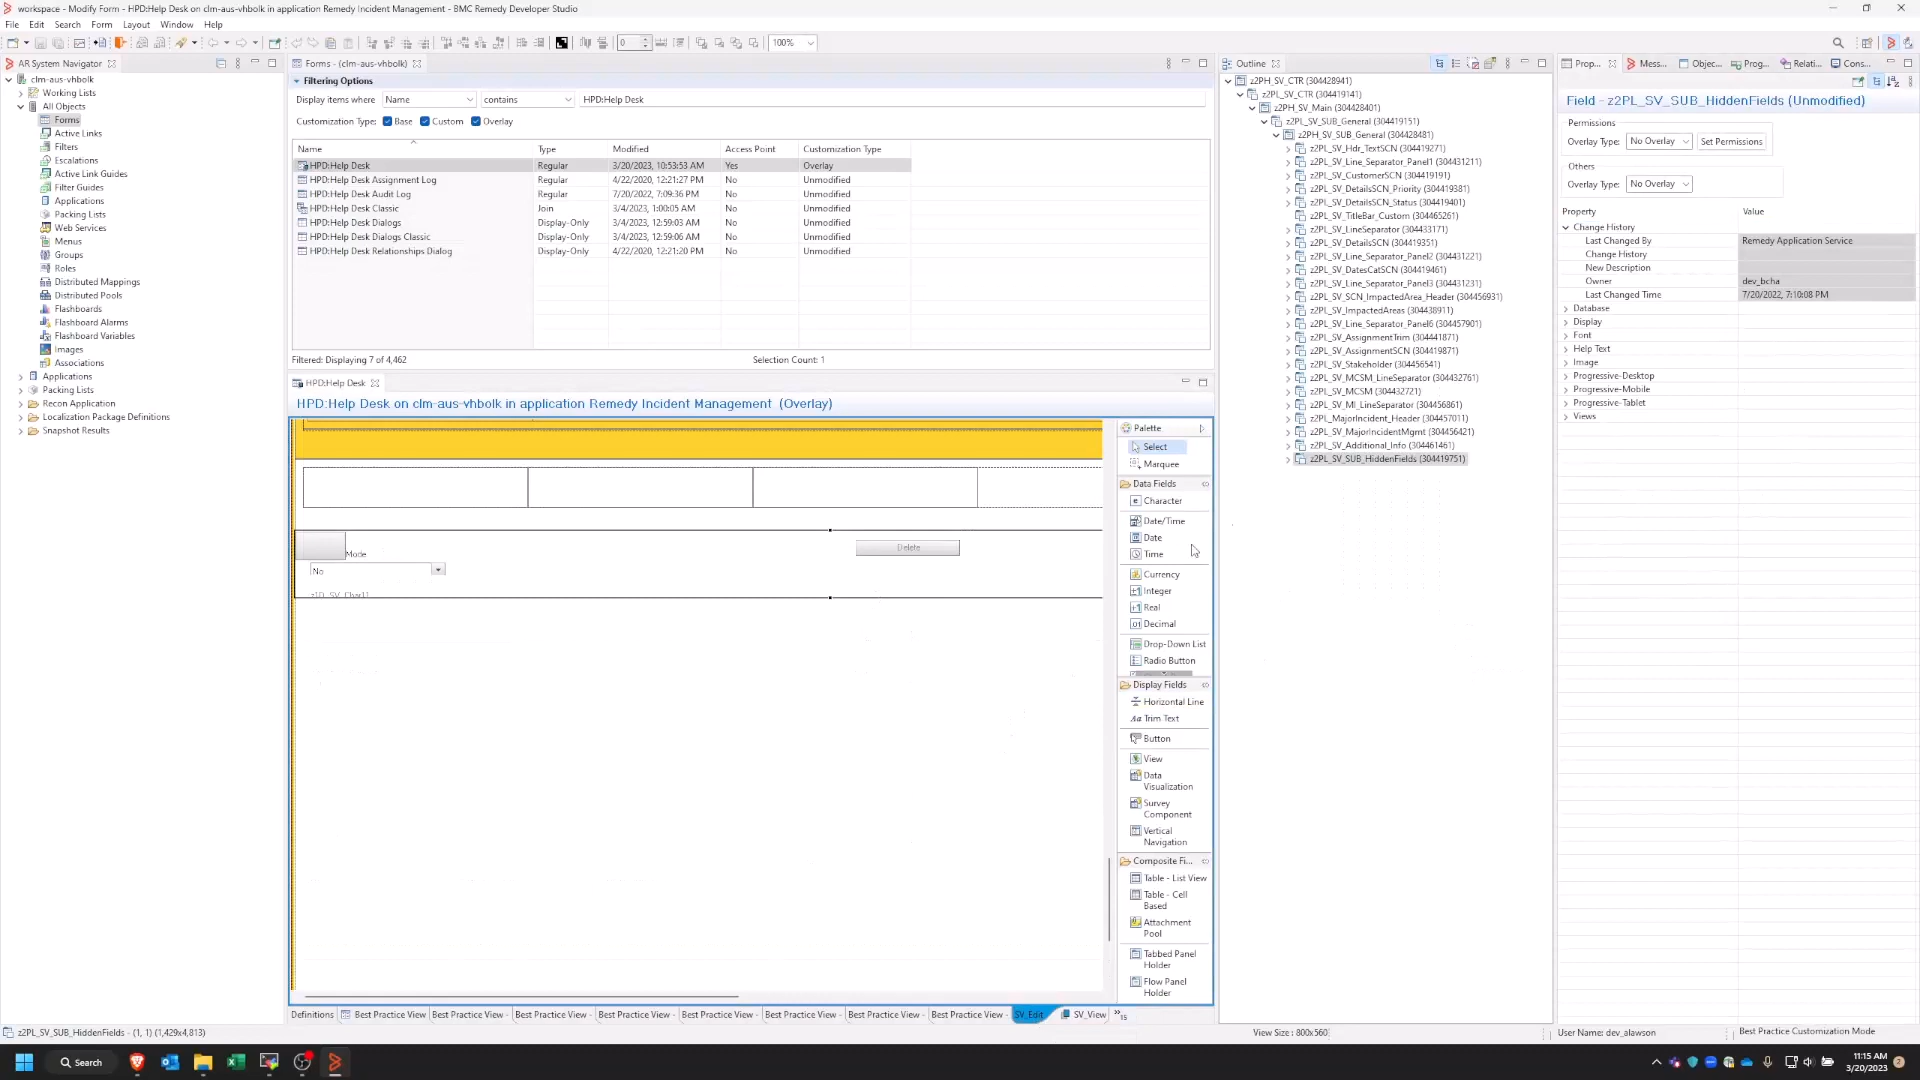 workspace - Modify Form - HPD:Help Desk on clm-aus-vhbolk in application Remedy Incident Management - BMC Remedy Developer Studio
File Edit Search Form Layout Window Help
0 100%
AR System Navigator
clm-aus-vhbolk
Working Lists
All Objects
Forms
Active Links
Filters
Escalations
Active Link Guides
Filter Guides
Applications
Packing Lists
Web Services
Menus
Groups
Roles
Distributed Mappings
Distributed Pools
Flashboards
Flashboard Alarms
Flashboard Variables
Images
Associations
Applications
Packing Lists
Recon Application
Localization Package Definitions
Snapshot Results
Forms - (clm-aus-vhbolk)
Filtering Options
Display items where Name contains HPD:Help Desk
Customization Type: Base Custom Overlay
Name Type Modified Access Point Customization Type
HPD:Help Desk Regular 3/20/2023, 10:53:53 AM Yes Overlay
HPD:Help Desk Assignment Log Regular 4/22/2020, 12:21:27 PM No Unmodified
HPD:Help Desk Audit Log Regular 7/20/2022, 7:09:36 PM No Unmodified
HPD:Help Desk Classic Join 3/4/2023, 1:00:05 AM No Unmodified
HPD:Help Desk Dialogs Display-Only 3/4/2023, 12:59:03 AM No Unmodified
HPD:Help Desk Dialogs Classic Display-Only 3/4/2023, 12:59:06 AM No Unmodified
HPD:Help Desk Relationships Dialog Display-Only 4/22/2020, 12:21:20 PM No Unmodified
Filtered: Displaying 7 of 4,462 Selection Count: 1
HPD:Help Desk
HPD:Help Desk on clm-aus-vhbolk in application Remedy Incident Management (Overlay)
Mode
Delete
No
z1D_SV_Char11
Palette
Select
Marquee
Data Fields
Character
Date/Time
Date
Time
Currency
Integer
Real
Decimal
Drop-Down List
Radio Button
Display Fields
Horizontal Line
Trim Text
Button
View
Data
Visualization
Survey
Component
Vertical
Navigation
Composite Fi...
Table - List View
Table - Cell
Based
Attachment
Pool
Tabbed Panel
Holder
Flow Panel
Holder
Definitions Best Practice View Best Practice View - Best Practice View - Best Practice View - Best Practice View - Best Practice View - Best Practice View - Best Practice View - SV_Edit SV_View 15
Outline
z2PH_SV_CTR (304428941)
z2PL_SV_CTR (304419141)
z2PH_SV_Main (304428401)
z2PL_SV_SUB_General (304419151)
z2PH_SV_SUB_General (304428481)
z2PL_SV_Hdr_TextSCN (304419271)
z2PL_SV_Line_Separator_Panel1 (304431211)
z2PL_SV_CustomerSCN (304419191)
z2PL_SV_DetailsSCN_Priority (304419381)
z2PL_SV_DetailsSCN_Status (304419401)
z2PL_SV_TitleBar_Custom (304465261)
z2PL_SV_LineSeparator (304433171)
z2PL_SV_DetailsSCN (304419351)
z2PL_SV_Line_Separator_Panel2 (304431221)
z2PL_SV_DatesCatSCN (304419461)
z2PL_SV_Line_Separator_Panel3 (304431231)
z2PL_SV_SCN_ImpactedArea_Header (304456931)
z2PL_SV_ImpactedAreas (304438911)
z2PL_SV_Line_Separator_Panel6 (304457901)
z2PL_SV_AssignmentTrim (304441871)
z2PL_SV_AssignmentSCN (304419871)
z2PL_SV_Stakeholder (304456541)
z2PL_SV_MCSM_LineSeparator (304432761)
z2PL_SV_MCSM (304432721)
z2PL_SV_MI_LineSeparator (304456861)
z2PL_SV_MajorIncident_Header (304457011)
z2PL_SV_MajorIncidentMgmt (304456421)
z2PL_SV_Additional_Info (304461461)
z2PL_SV_SUB_HiddenFields (304419751)
Prop... Mess... Objec... Prog... Relati... Cons...
Field - z2PL_SV_SUB_HiddenFields (Unmodified)
Permissions
Overlay Type: No Overlay Set Permissions
Others
Overlay Type: No Overlay
Property Value
Change History
Last Changed By Remedy Application Service
Change History
New Description
Owner dev_bcha
Last Changed Time 7/20/2022, 7:10:08 PM
Database
Display
Font
Help Text
Image
Progressive-Desktop
Progressive-Mobile
Progressive-Tablet
Views
z2PL_SV_SUB_HiddenFields - (1, 1) (1,429x4,813) View Size : 800x560 User Name: dev_alawson Best Practice Customization Mode
Search
11:15 AM
3/20/2023